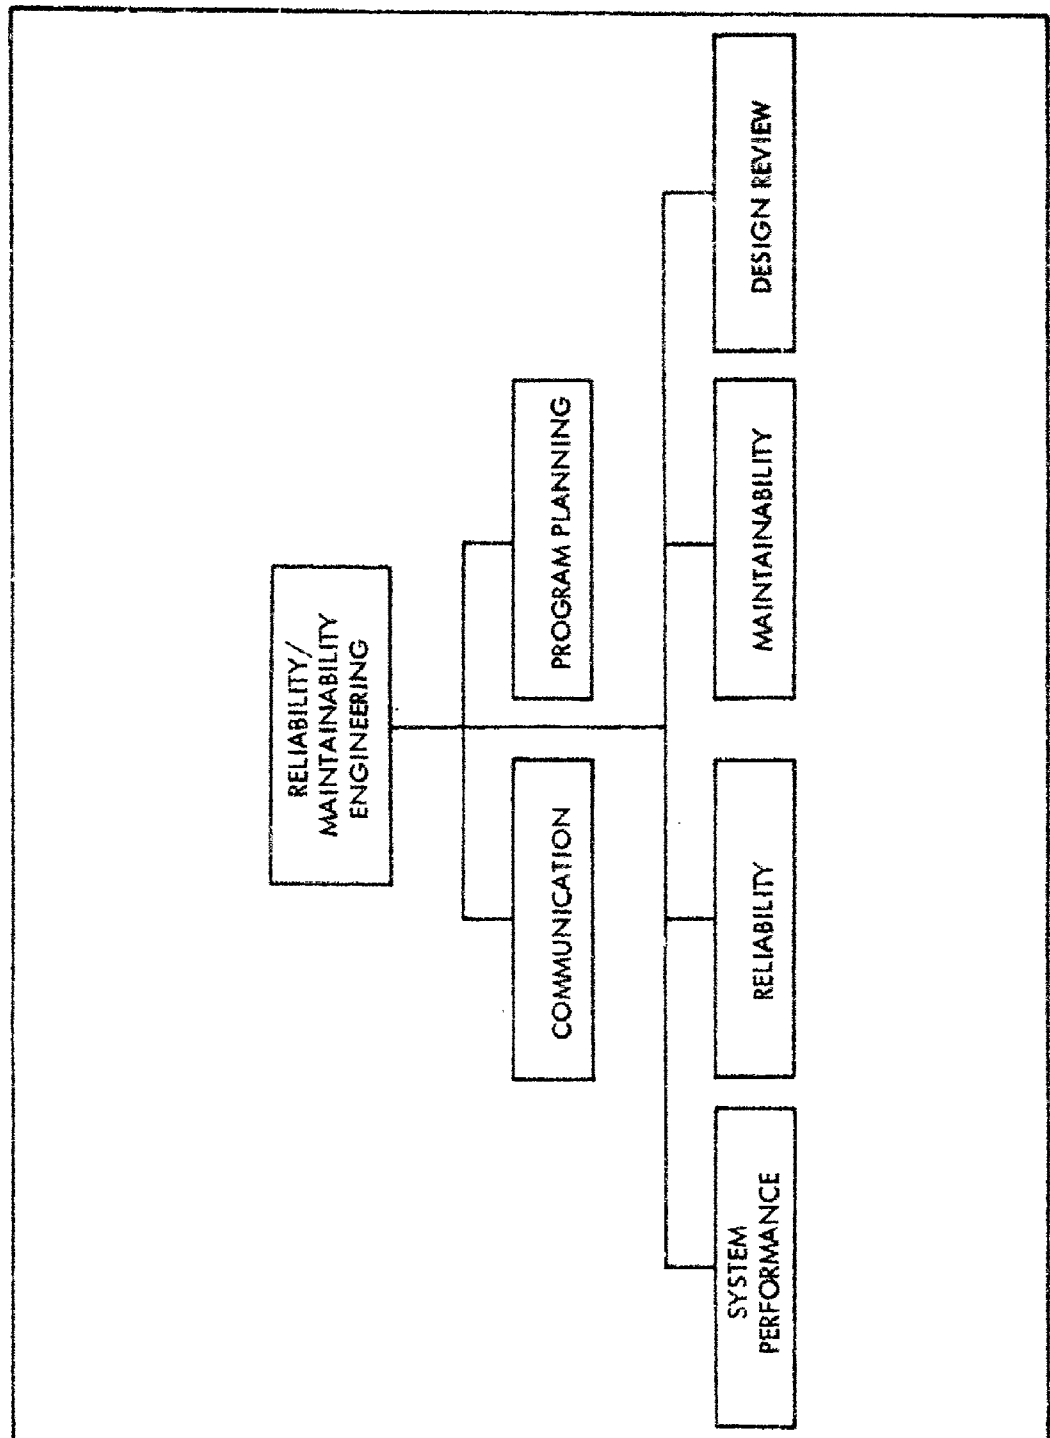 RELIABILITY/
MAINTAINABILITY
ENGINEERING
COMMUNICATION
PROGRAM PLANNING
SYSTEM
PERFORMANCE
RELIABILITY
MAINTAINABILITY
DESIGN REVIEW